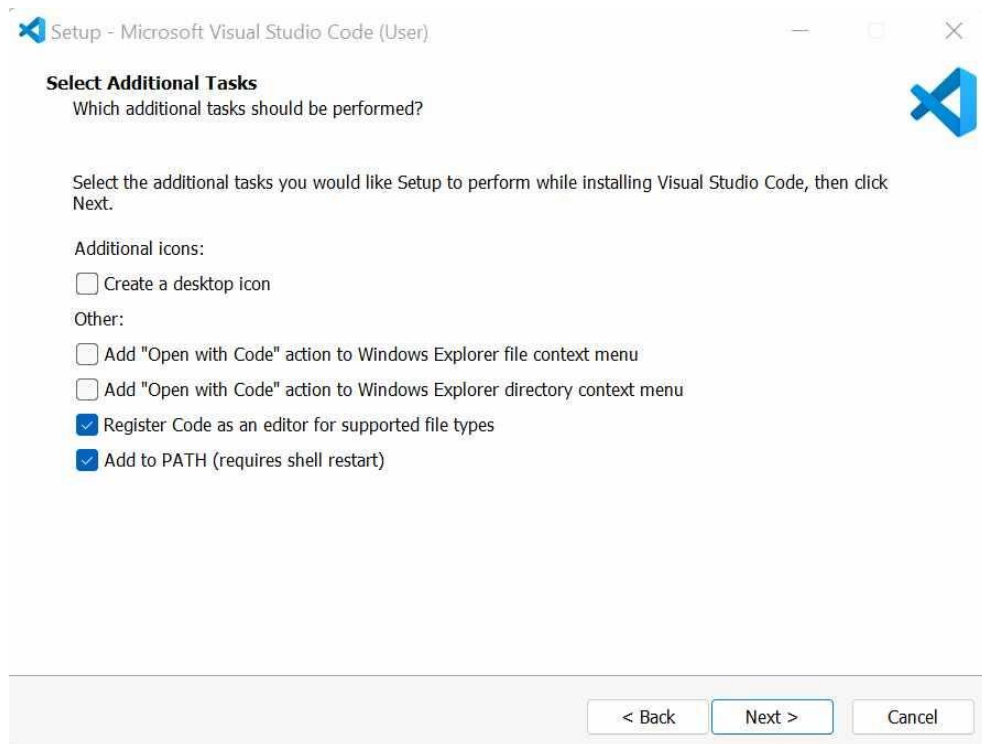 Setup - Microsoft Visual Studio Code (User)
Select Additional Tasks
Which additional tasks should be performed?
Select the additional tasks you would like Setup to perform while installing Visual Studio Code, then click
Next.
Additional icons:
Create a desktop icon
Other:
Add "Open with Code" action to Windows Explorer file context menu
Add "Open with Code" action to Windows Explorer directory context menu
Register Code as an editor for supported file types
Add to PATH (requires shell restart)
< Back Next > Cancel